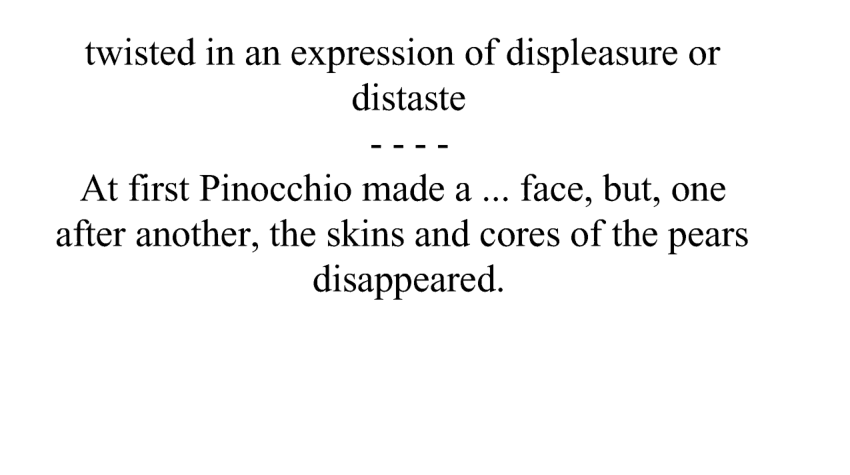 twisted in an expression of displeasure or
distaste
- - - -
At first Pinocchio made a ... face, but, one
after another, the skins and cores of the pears
disappeared.